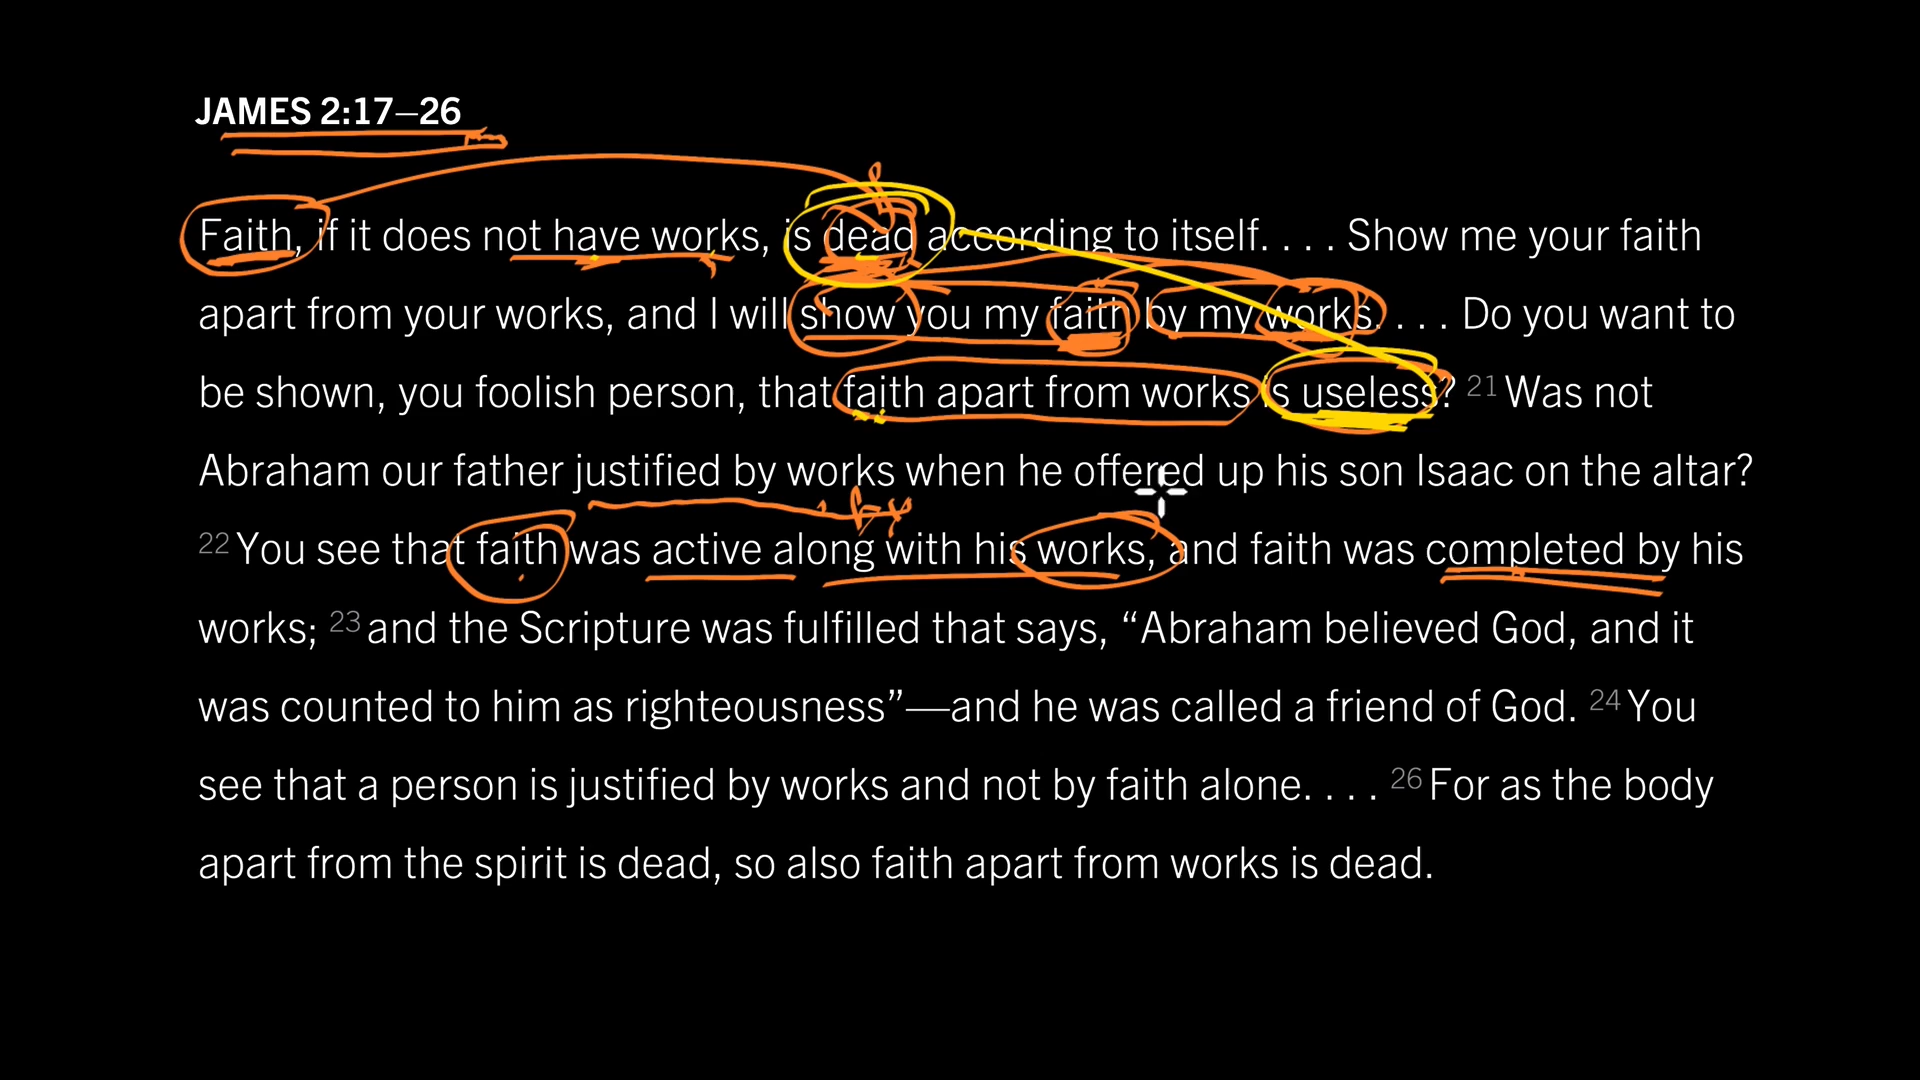 JAMES 2:17–26
Faith, if it does not have works, is dead according to itself. . . . Show me your faith
apart from your works, and I will show you my faith by my works. . . . Do you want to
be shown, you foolish person, that faith apart from works is useless? 21 Was not
Abraham our father justified by works when he offered up his son Isaac on the altar?
by
22 You see that faith was active along with his works, and faith was completed by his
works; 23 and the Scripture was fulfilled that says, “Abraham believed God, and it
was counted to him as righteousness”—and he was called a friend of God. 24 You
see that a person is justified by works and not by faith alone. . . . 26 For as the body
apart from the spirit is dead, so also faith apart from works is dead.